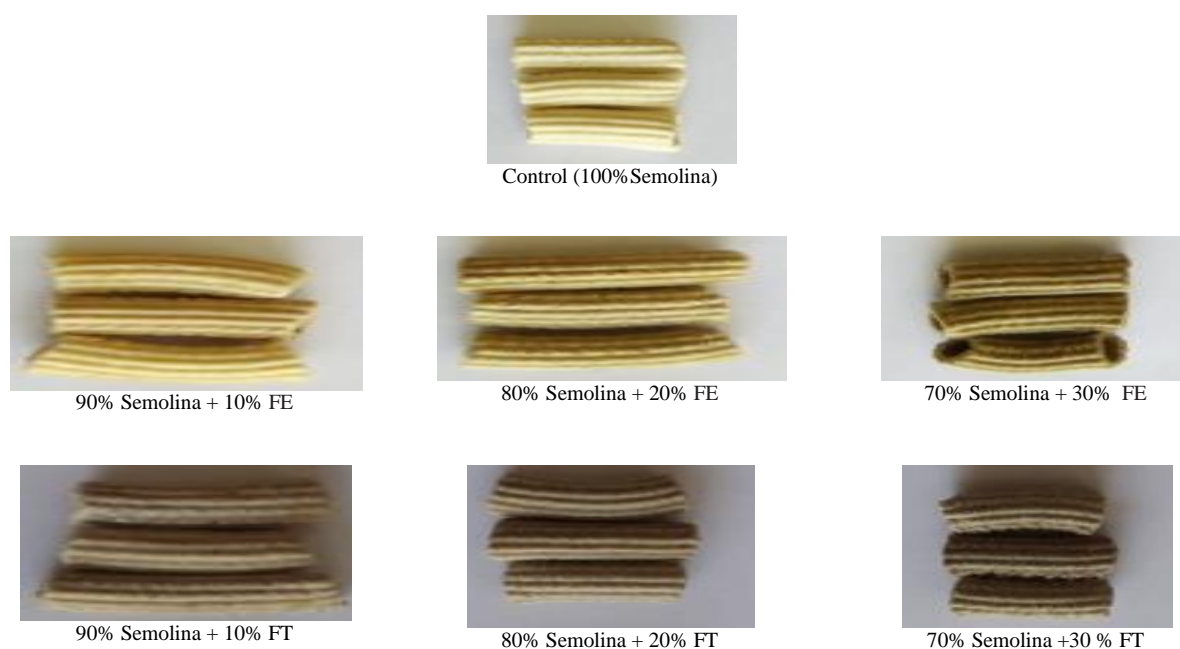 Control (100%Semolina)
90% Semolina + 10% FE
80% Semolina + 20% FE
70% Semolina + 30% FE
90% Semolina + 10% FT
80% Semolina + 20% FT
70% Semolina +30 % FT